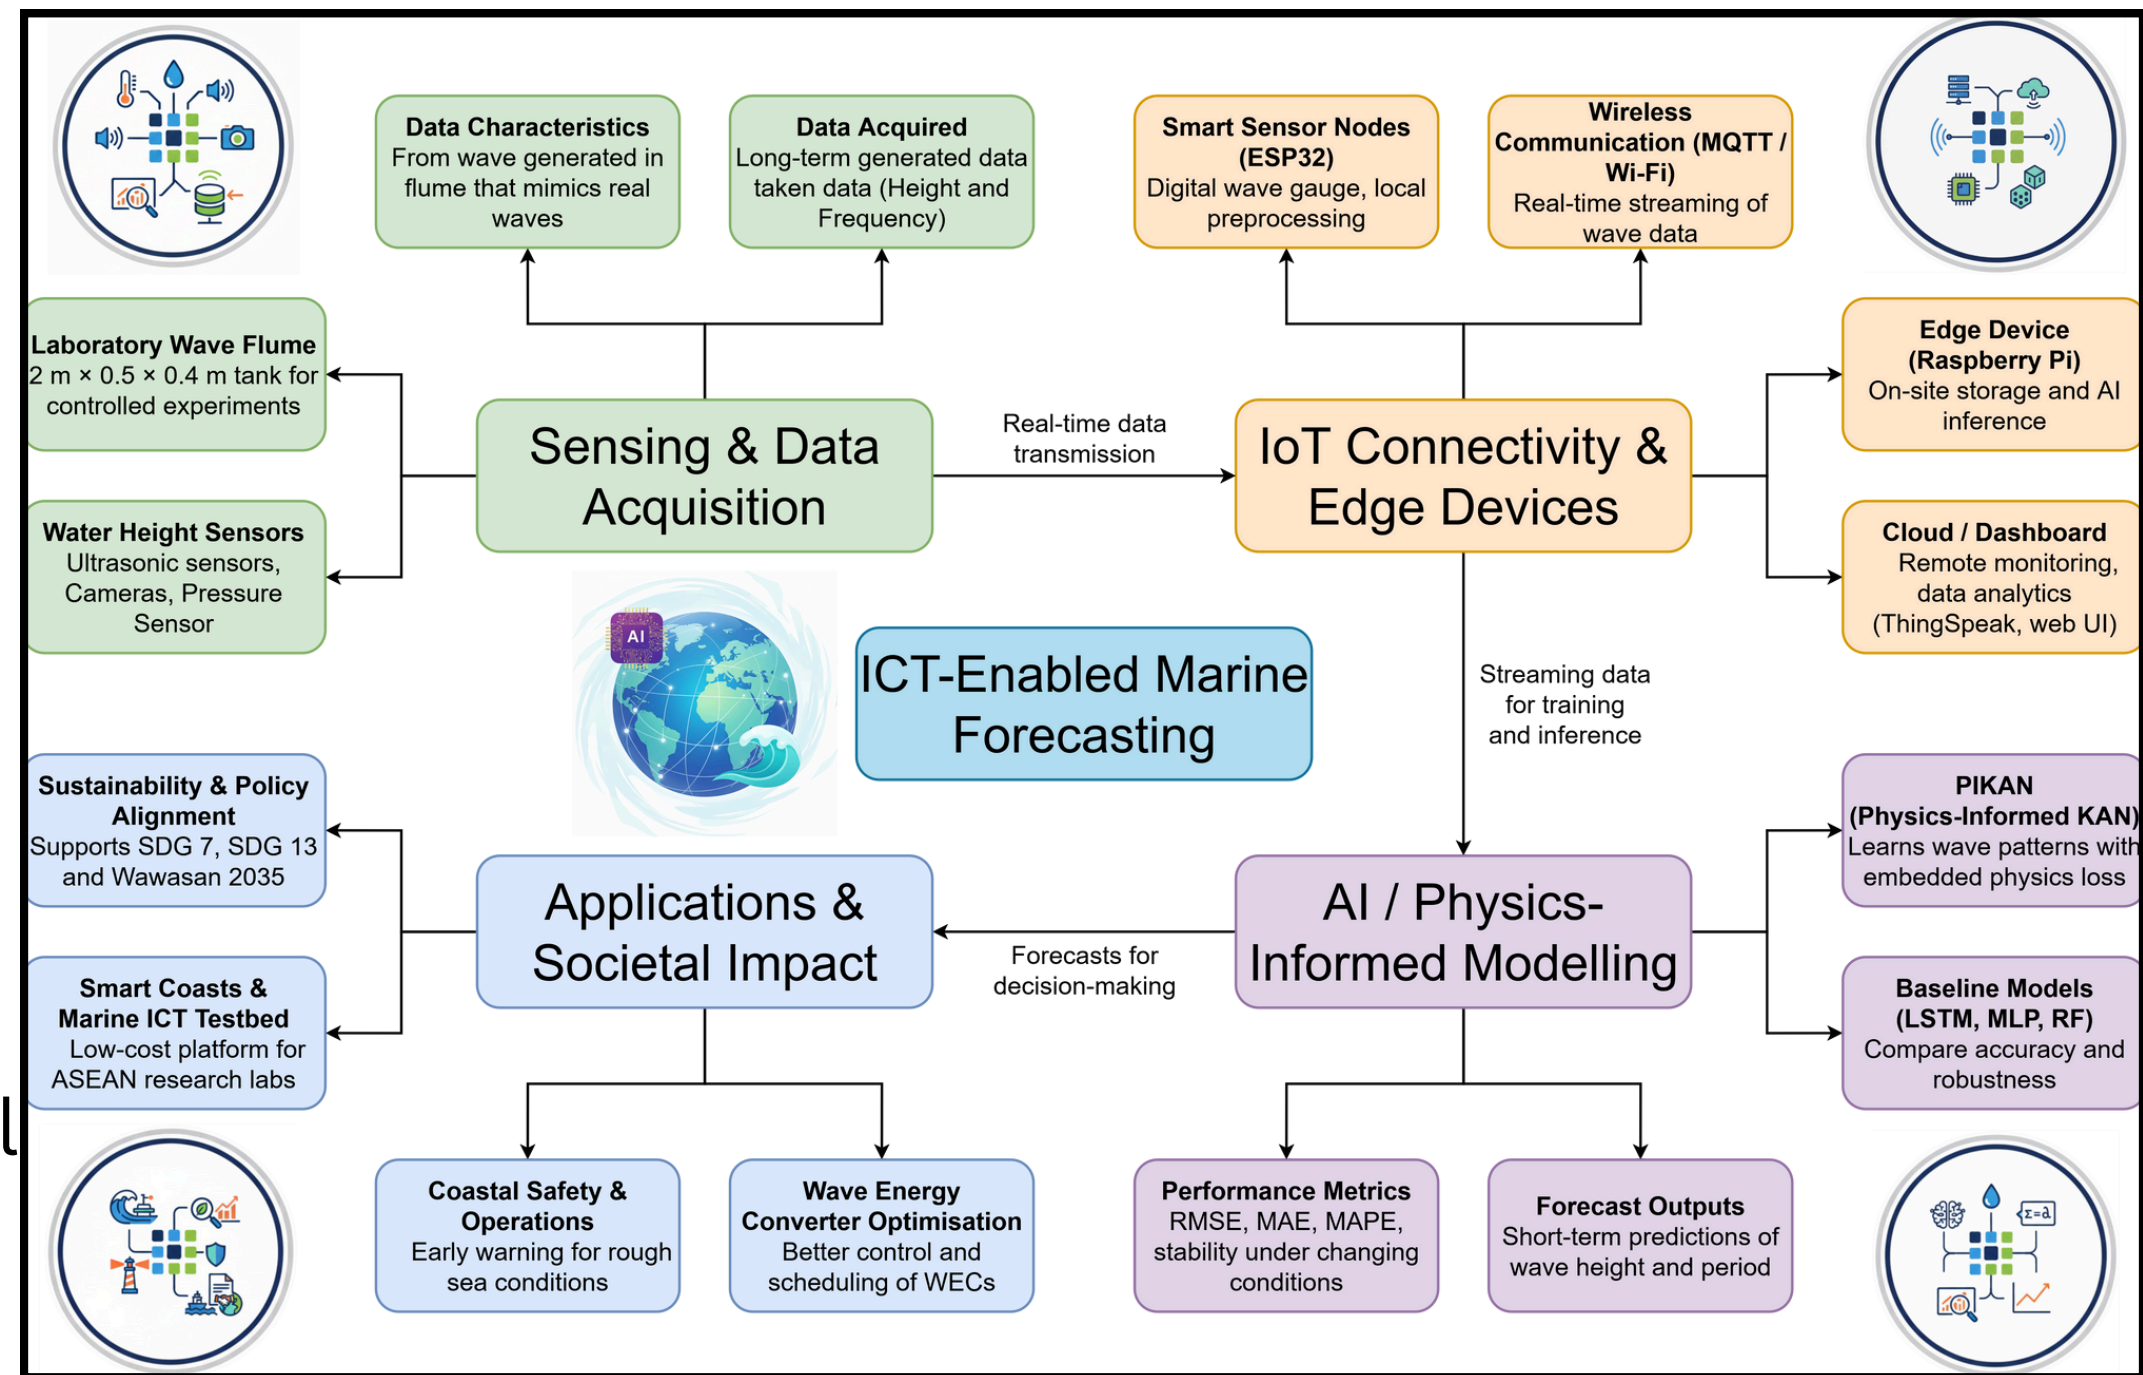 Data Characteristics
From wave generated in
flume that mimics real
waves
Data Acquired
Long-term generated data
taken data (Height and
Frequency)
Smart Sensor Nodes
(ESP32)
Digital wave gauge, local
preprocessing
Wireless
Communication (MQTT /
Wi-Fi)
Real-time streaming of
wave data
Laboratory Wave Flume
2 m × 0.5 × 0.4 m tank for
controlled experiments
Water Height Sensors
Ultrasonic sensors,
Cameras, Pressure
Sensor
Sensing & Data
Acquisition
Real-time data
transmission
IoT Connectivity &
Edge Devices
Edge Device
(Raspberry Pi)
On-site storage and AI
inference
Cloud / Dashboard
Remote monitoring,
data analytics
(ThingSpeak, web UI)
AI
ICT-Enabled Marine
Forecasting
Streaming data
for training
and inference
Sustainability & Policy
Alignment
Supports SDG 7, SDG 13
and Wawasan 2035
Smart Coasts &
Marine ICT Testbed
Low-cost platform for
ASEAN research labs
Applications &
Societal Impact
Forecasts for
decision-making
AI / Physics-
Informed Modelling
PIKAN
(Physics-Informed KAN)
Learns wave patterns with
embedded physics loss
Baseline Models
(LSTM, MLP, RF)
Compare accuracy and
robustness
Coastal Safety &
Operations
Early warning for rough
sea conditions
Wave Energy
Converter Optimisation
Better control and
scheduling of WECs
Performance Metrics
RMSE, MAE, MAPE,
stability under changing
conditions
Forecast Outputs
Short-term predictions of
wave height and period
Σ=∂